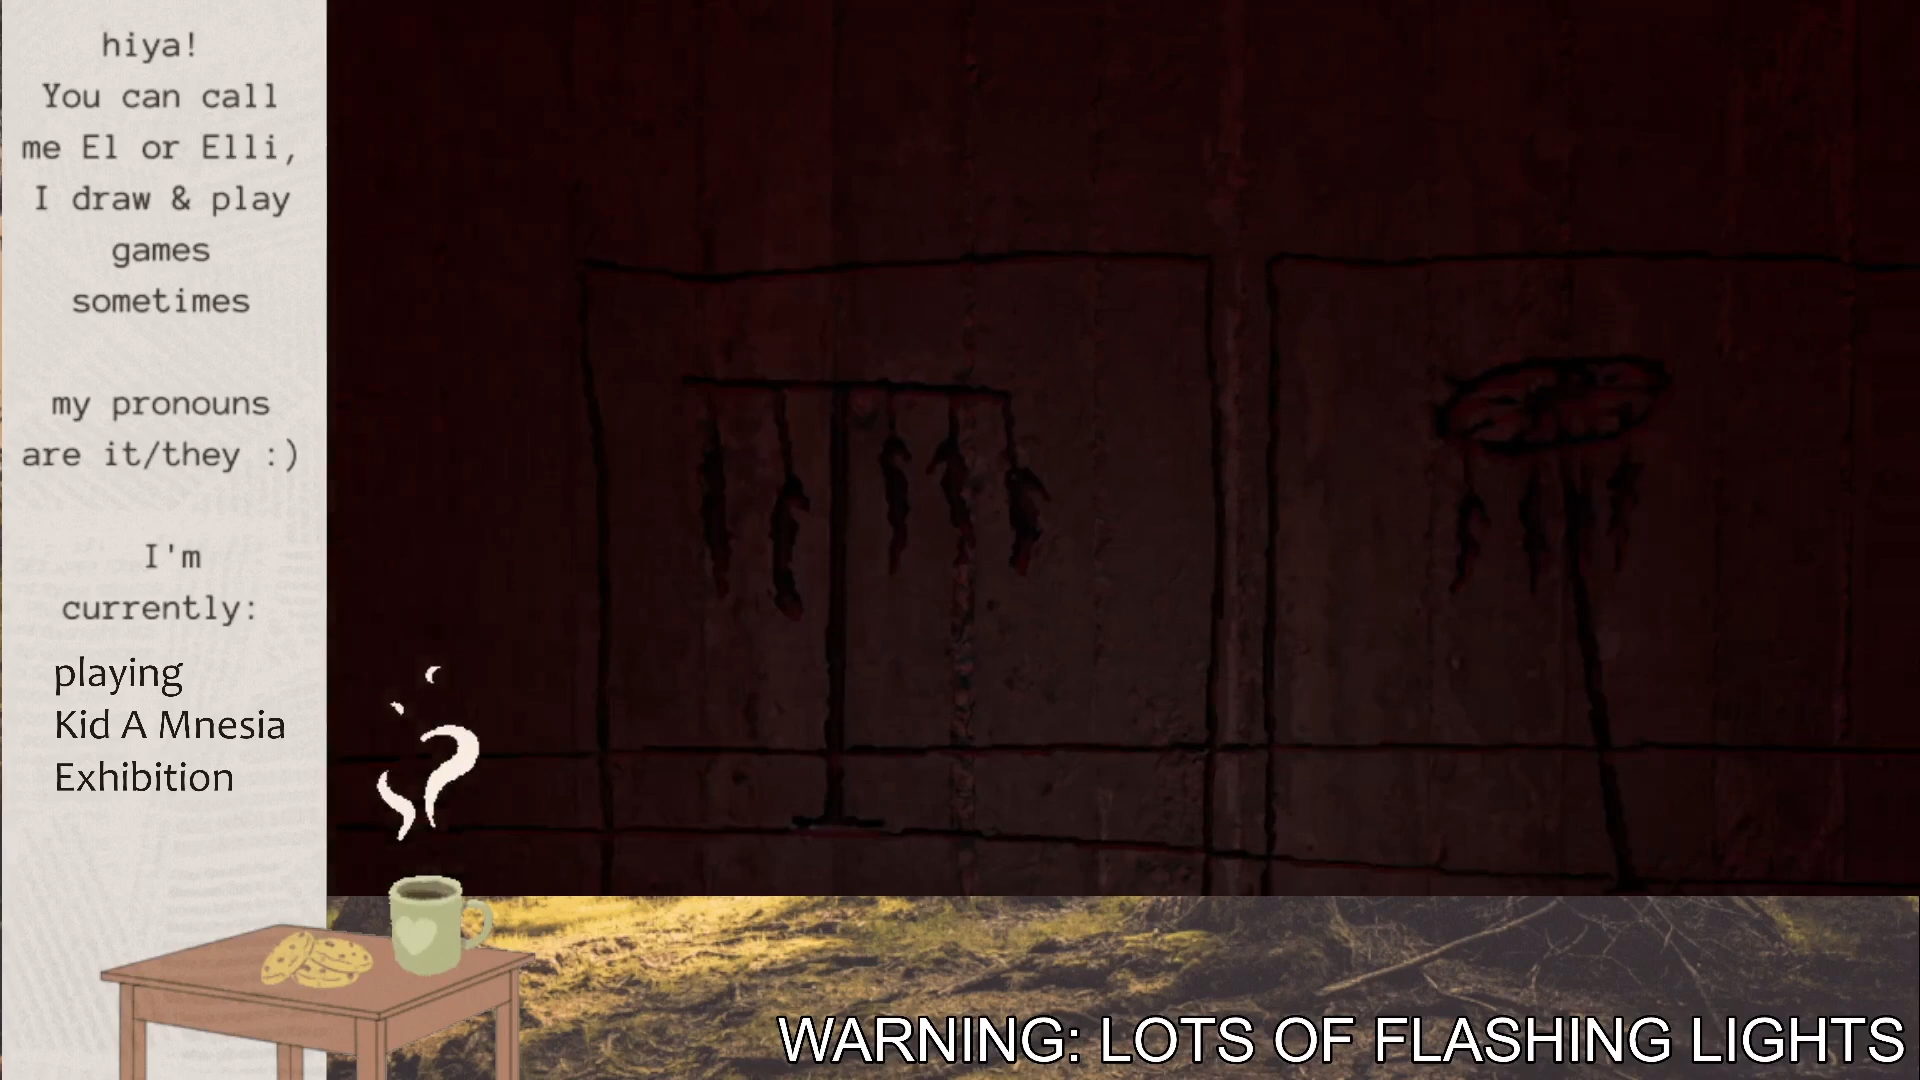 hiya!
You can call
me El or Elli,
I draw & play
games
sometimes
my pronouns
are it/they :)
I'm
currently:
playing
Kid A Mnesia
Exhibition
WARNING: LOTS OF FLASHING LIGHTS